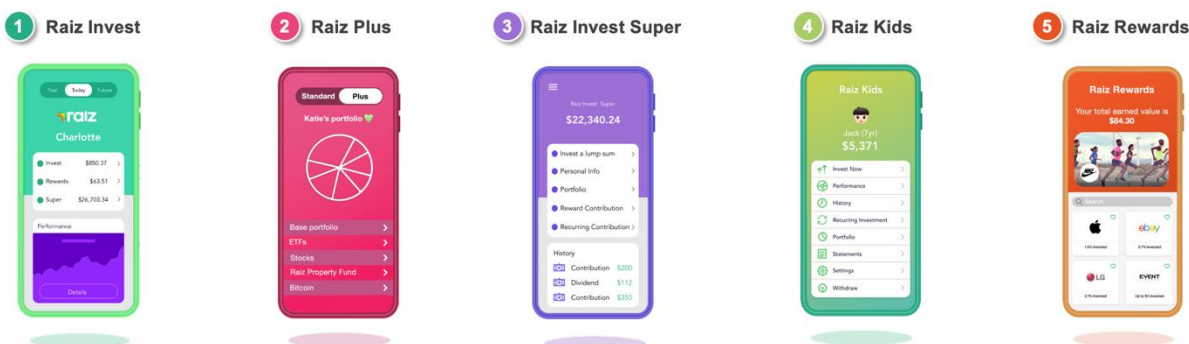 1 Raiz Invest
Past Today Future
raiz
Charlotte
Invest $850.37
Rewards $63.51
Super $26,703.34
Performance
Details
2 Raiz Plus
Standard Plus
Katie's portfolio
Base portfolio
ETFs
Stocks
Raiz Property Fund
Bitcoin
3 Raiz Invest Super
Raiz Invest Super
$22,340.24
Invest a lump sum
Personal Info
Portfolio
Reward Contribution
Recurring Contribution
History
Contribution $200
Dividend $112
Contribution $350
4 Raiz Kids
Raiz Kids
Jack (7yr)
$5,371
Invest Now
Performance
History
Recurring Investment
Portfolio
Statements
Settings
Withdraw
5 Raiz Rewards
Raiz Rewards
Your total earned value is
$84.30
Search
ebay
LG
EVENT